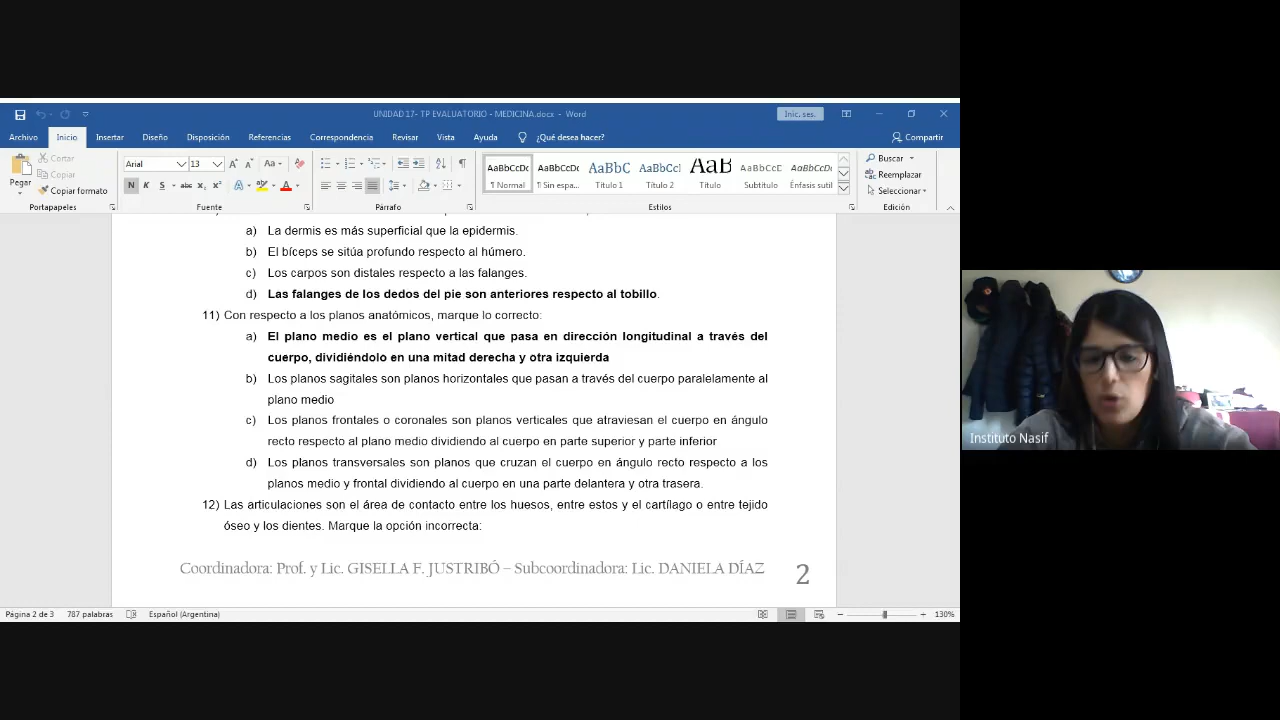 UNIDAD 17- TP EVALUATORIO - MEDICINA.docx - Word
Inic. ses.
Archivo Inicio Insertar Diseño Disposición Referencias Correspondencia Revisar Vista Ayuda ¿Qué desea hacer? Compartir
Pegar Cortar
Copiar
Copiar formato
Arial 13
Aa
N K S abc x₂ x² A A
AaBbCcDc AaBbCcDc AaBbC AaBbCcI AaB AaBbCcD AaBbCcDt
¶ Normal ¶ Sin espa... Título 1 Título 2 Título Subtítulo Énfasis sutil
Buscar
Reemplazar
Seleccionar
Portapapeles Fuente Párrafo Estilos Edición
a) La dermis es más superficial que la epidermis.
b) El bíceps se sitúa profundo respecto al húmero.
c) Los carpos son distales respecto a las falanges.
d) Las falanges de los dedos del pie son anteriores respecto al tobillo.
11) Con respecto a los planos anatómicos, marque lo correcto:
a) El plano medio es el plano vertical que pasa en dirección longitudinal a través del
cuerpo, dividiéndolo en una mitad derecha y otra izquierda
b) Los planos sagitales son planos horizontales que pasan a través del cuerpo paralelamente al
plano medio
c) Los planos frontales o coronales son planos verticales que atraviesan el cuerpo en ángulo
recto respecto al plano medio dividiendo al cuerpo en parte superior y parte inferior
d) Los planos transversales son planos que cruzan el cuerpo en ángulo recto respecto a los
planos medio y frontal dividiendo al cuerpo en una parte delantera y otra trasera.
12) Las articulaciones son el área de contacto entre los huesos, entre estos y el cartílago o entre tejido
óseo y los dientes. Marque la opción incorrecta:
Coordinadora: Prof. y Lic. GISELLA F. JUSTRIBÓ – Subcoordinadora: Lic. DANIELA DÍAZ 2
Página 2 de 3 787 palabras Español (Argentina) 130%
Instituto Nasif